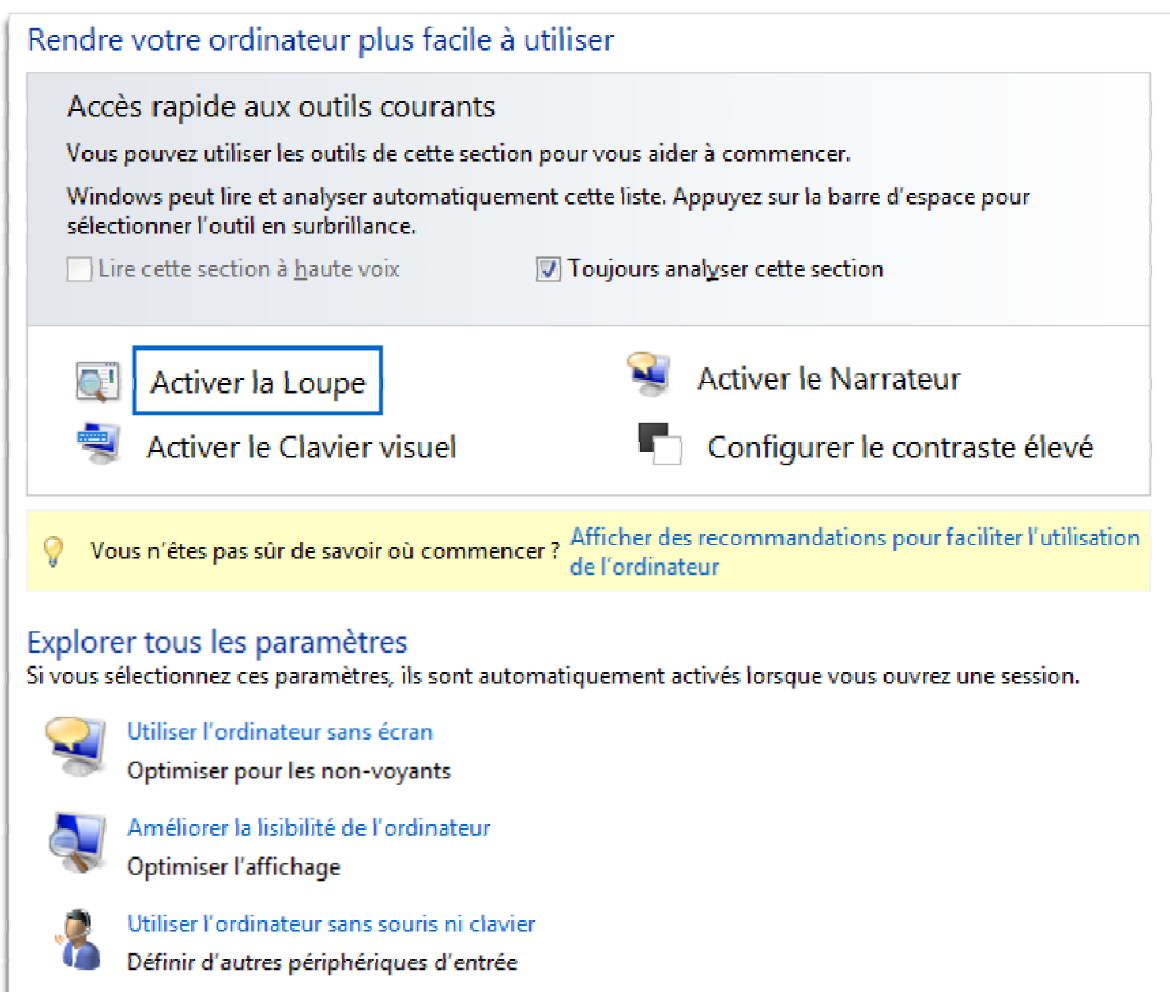 Rendre votre ordinateur plus facile à utiliser
Accès rapide aux outils courants
Vous pouvez utiliser les outils de cette section pour vous aider à commencer.
Windows peut lire et analyser automatiquement cette liste. Appuyez sur la barre d'espace pour
sélectionner l'outil en surbrillance.
Lire cette section à haute voix
Toujours analyser cette section
Activer la Loupe
Activer le Narrateur
Activer le Clavier visuel
Configurer le contraste élevé
Vous n'êtes pas sûr de savoir où commencer ?
Afficher des recommandations pour faciliter l'utilisation
de l'ordinateur
Explorer tous les paramètres
Si vous sélectionnez ces paramètres, ils sont automatiquement activés lorsque vous ouvrez une session.
Utiliser l'ordinateur sans écran
Optimiser pour les non-voyants
Améliorer la lisibilité de l'ordinateur
Optimiser l'affichage
Utiliser l'ordinateur sans souris ni clavier
Définir d'autres périphériques d'entrée